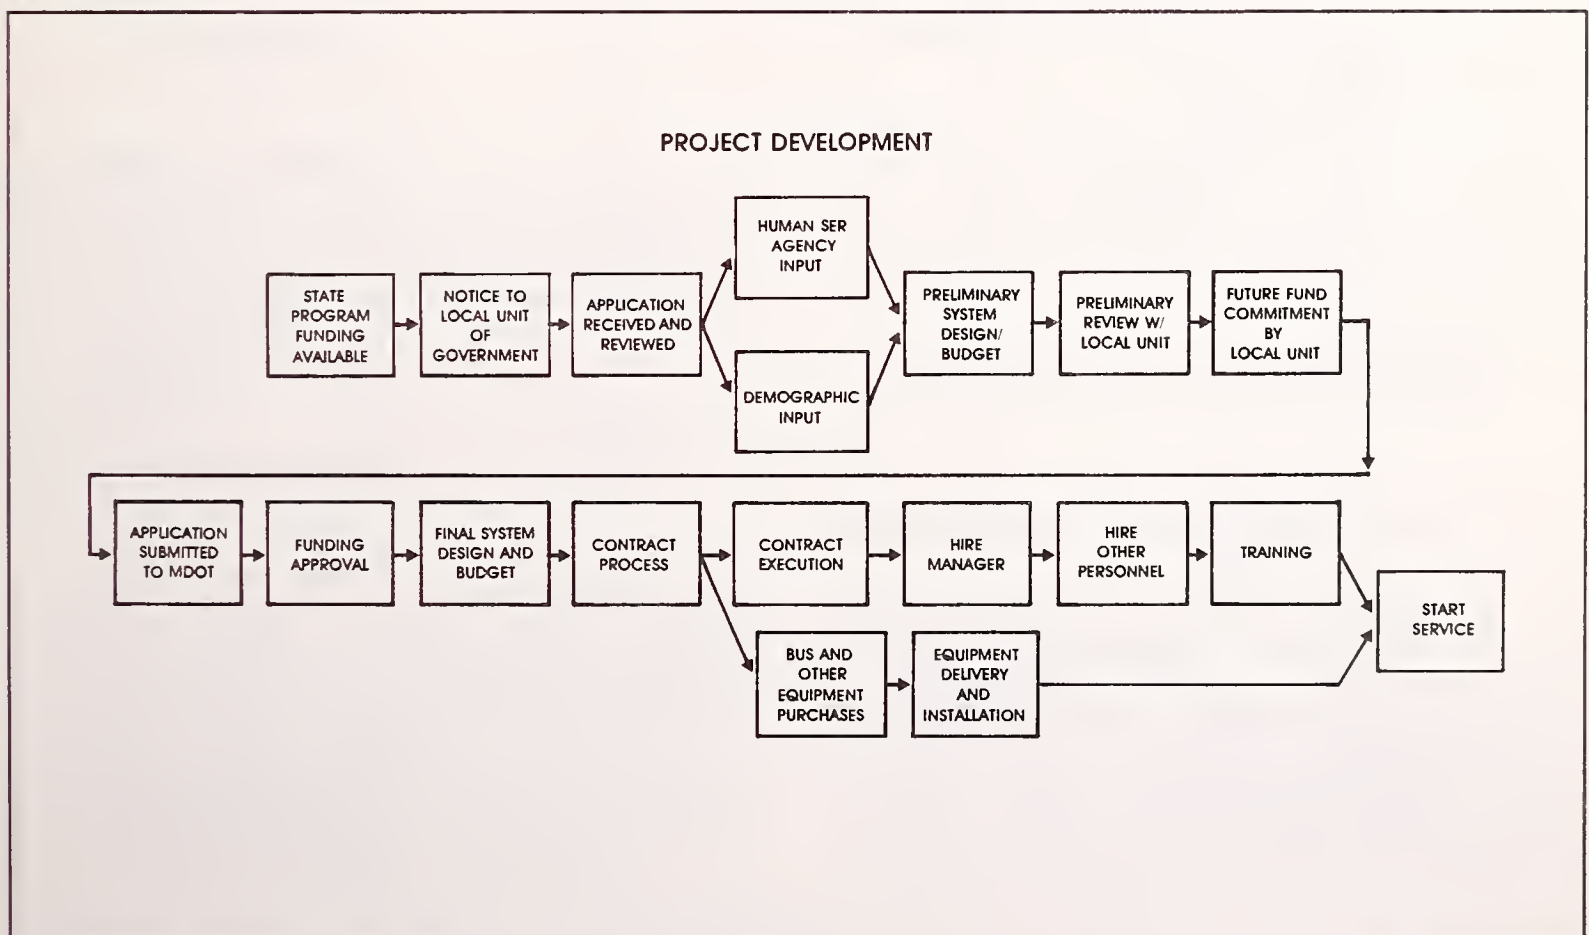 PROJECT DEVELOPMENT
STATE
PROGRAM
FUNDING
AVAILABLE
NOTICE TO
LOCAL UNIT
OF
GOVERNMENT
APPLICATION
RECEIVED AND
REVIEWED
HUMAN SER
AGENCY
INPUT
DEMOGRAPHIC
INPUT
PRELIMINARY
SYSTEM
DESIGN/
BUDGET
PRELIMINARY
REVIEW W/
LOCAL UNIT
FUTURE FUND
COMMITMENT
BY
LOCAL UNIT
APPLICATION
SUBMITTED
TO MDOT
FUNDING
APPROVAL
FINAL SYSTEM
DESIGN AND
BUDGET
CONTRACT
PROCESS
CONTRACT
EXECUTION
HIRE
MANAGER
HIRE
OTHER
PERSONNEL
TRAINING
BUS AND
OTHER
EQUIPMENT
PURCHASES
EQUIPMENT
DELIVERY
AND
INSTALLATION
START
SERVICE